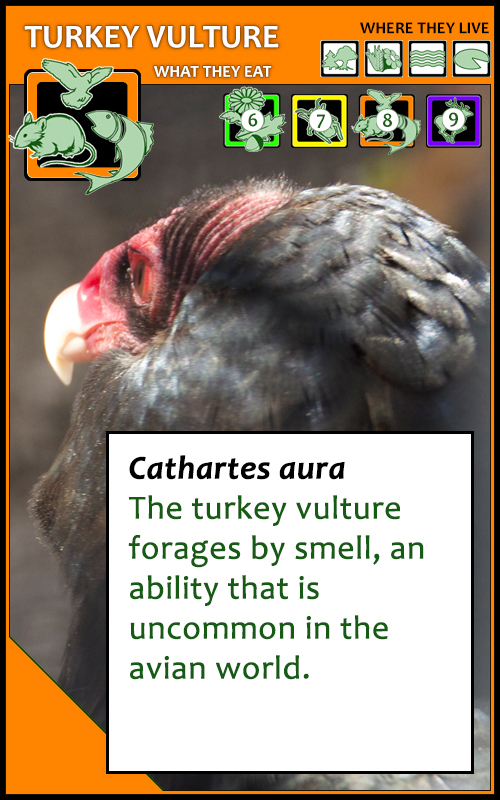 TURKEY VULTURE
WHERE THEY LIVE
WHAT THEY EAT
6 7 8 9
Cathartes aura
The turkey vulture
forages by smell, an
ability that is
uncommon in the
avian world.